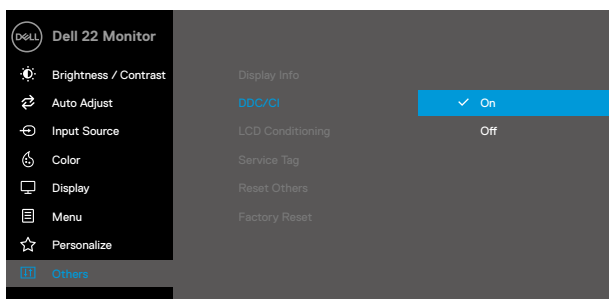 DELL Dell 22 Monitor
Brightness / Contrast Display Info
Auto Adjust DDC/CI On
Input Source LCD Conditioning Off
Color Service Tag
Display Reset Others
Menu Factory Reset
Personalize
Others